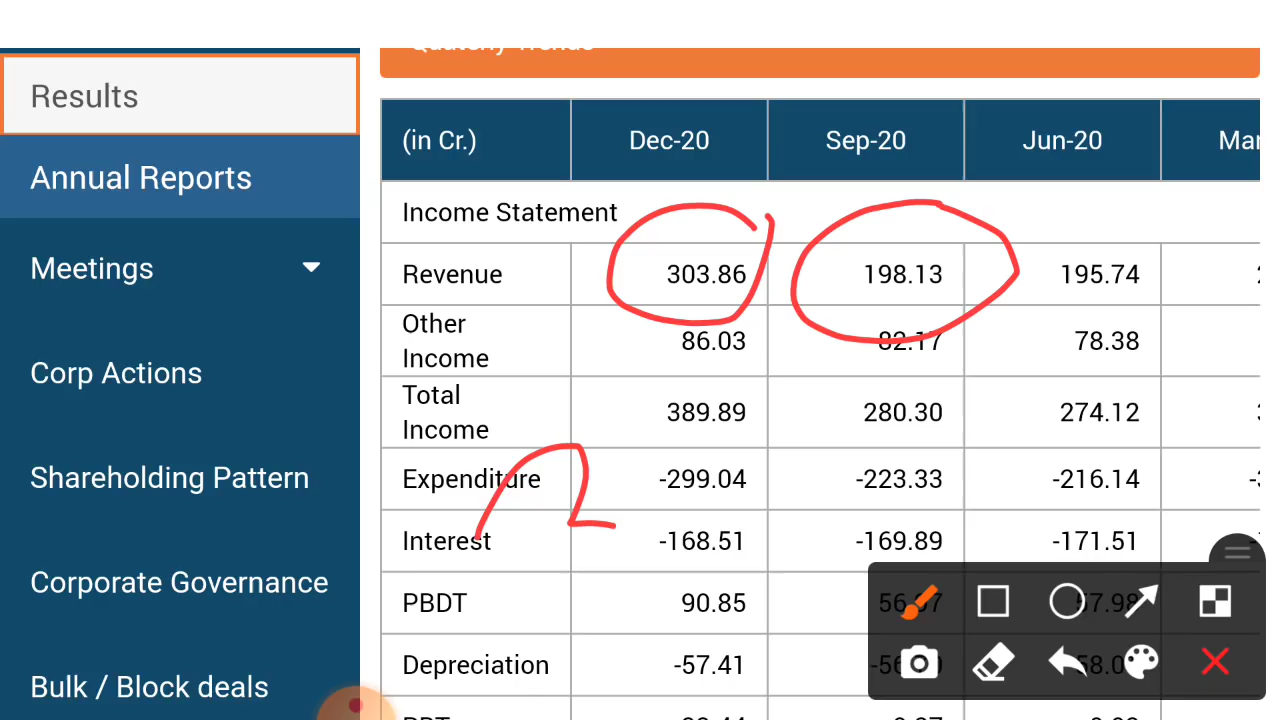 Results
Annual Reports
Meetings
Corp Actions
Shareholding Pattern
Corporate Governance
Bulk / Block deals
(in Cr.) Dec-20 Sep-20 Jun-20
Income Statement
Revenue 303.86 198.13 195.74
Other Income 86.03 82.17 78.38
Total Income 389.89 280.30 274.12
Expenditure -299.04 -223.33 -216.14
Interest -168.51 -169.89 -171.51
PBDT 90.85
Depreciation -57.41